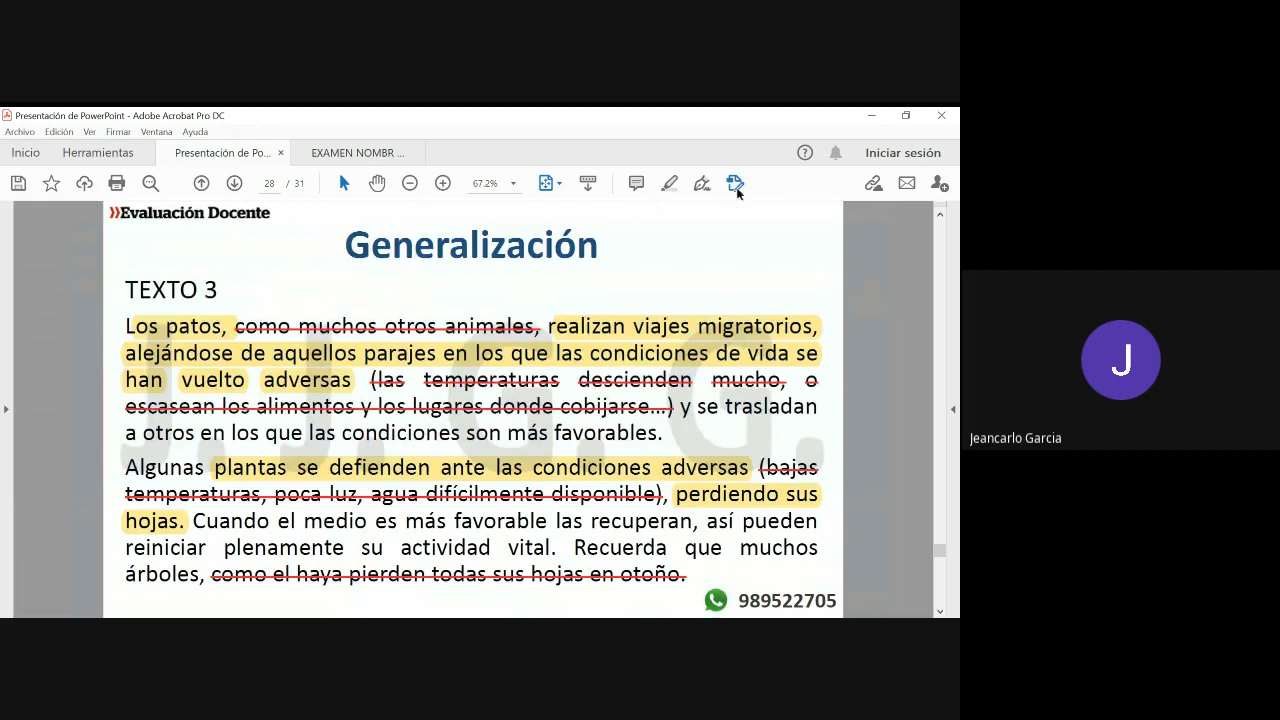 Presentación de PowerPoint - Adobe Acrobat Pro DC
Archivo Edición Ver Firmar Ventana Ayuda
Inicio Herramientas Presentación de Po... × EXAMEN NOMBR ... Iniciar sesión
28 / 31 67.2%
Evaluación Docente
Generalización
TEXTO 3
Los patos, como muchos otros animales, realizan viajes migratorios,
alejándose de aquellos parajes en los que las condiciones de vida se
han vuelto adversas (las temperaturas descienden mucho, o
escasean los alimentos y los lugares donde cobijarse...) y se trasladan
a otros en los que las condiciones son más favorables.
Algunas plantas se defienden ante las condiciones adversas (bajas
temperaturas, poca luz, agua difícilmente disponible), perdiendo sus
hojas. Cuando el medio es más favorable las recuperan, así pueden
reiniciar plenamente su actividad vital. Recuerda que muchos
árboles, como el haya pierden todas sus hojas en otoño.
989522705
J. J. G. G.
J
Jeancarlo Garcia